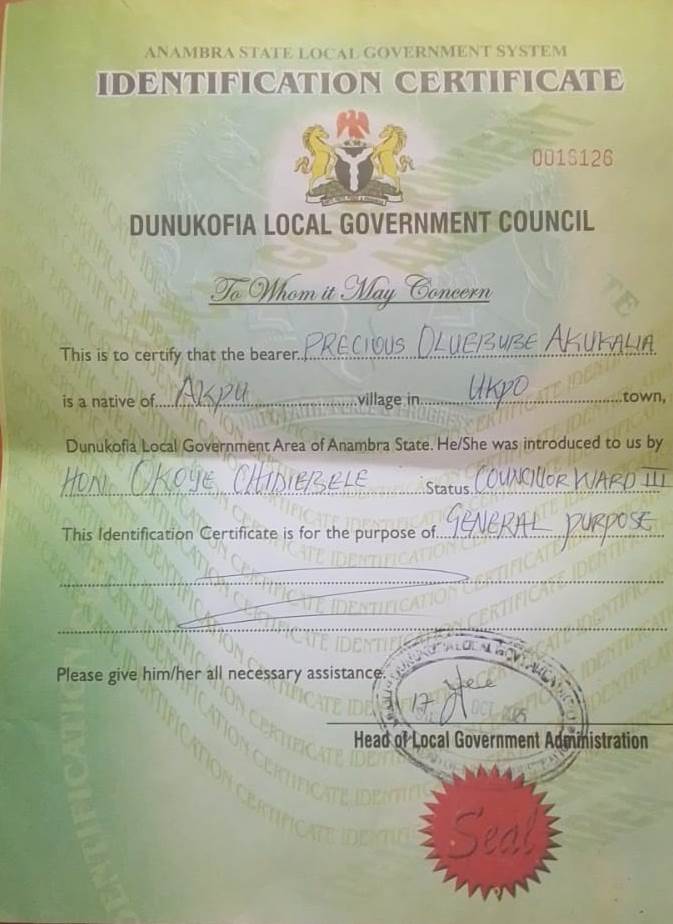 ANAMBRA STATE LOCAL GOVERNMENT SYSTEM
IDENTIFICATION CERTIFICATE
0016126
DUNUKOFIA LOCAL GOVERNMENT COUNCIL
To Whom it May Concern
This is to certify that the bearer PRECIOUS OLUEBUBE AKUKALIA
is a native of AKPU village in UKPO town,
Dunukofia Local Government Area of Anambra State. He/She was introduced to us by
HON. OKOYE CHIDIEBELE Status COUNCILLOR WARD III
This Identification Certificate is for the purpose of GENERAL PURPOSE
Please give him/her all necessary assistance.
17 OCT
Head of Local Government Administration
Seal